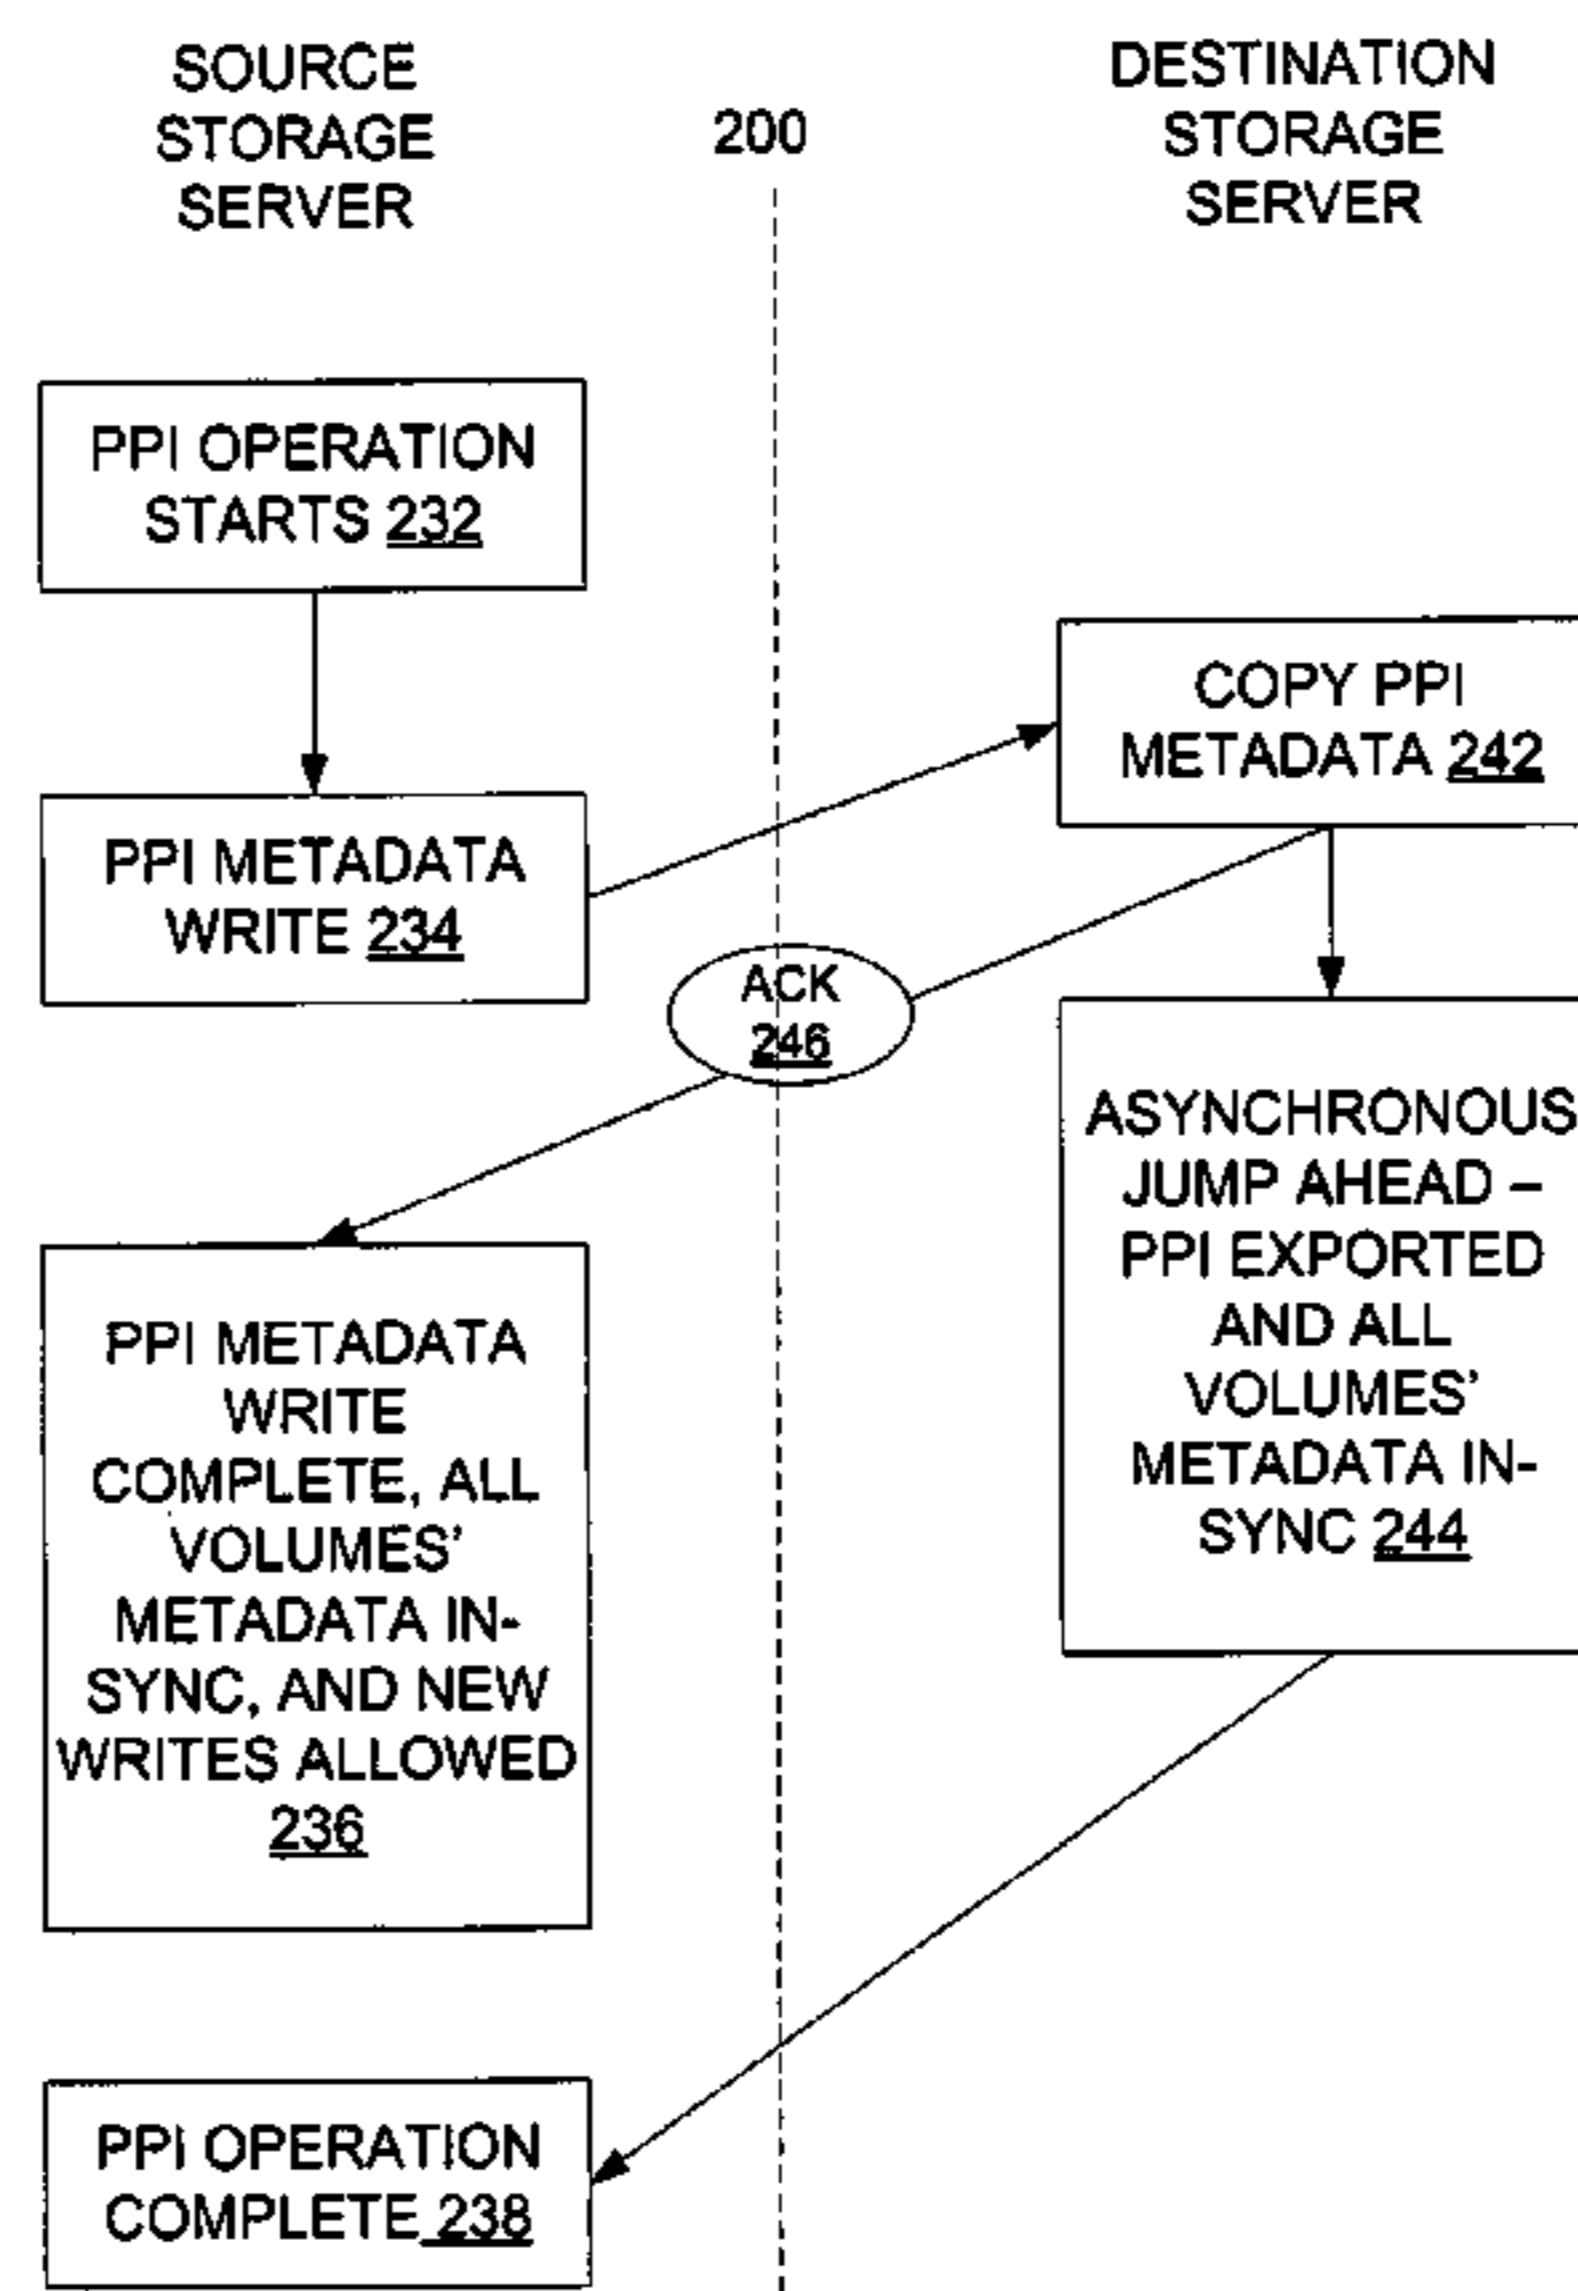 SOURCE
STORAGE
SERVER
200
DESTINATION
STORAGE
SERVER
PPI OPERATION
STARTS 232
COPY PPI
METADATA 242
PPI METADATA
WRITE 234
ACK
246
ASYNCHRONOUS
JUMP AHEAD –
PPI EXPORTED
AND ALL
VOLUMES’
METADATA IN-
SYNC 244
PPI METADATA
WRITE
COMPLETE, ALL
VOLUMES’
METADATA IN-
SYNC, AND NEW
WRITES ALLOWED
236
PPI OPERATION
COMPLETE 238